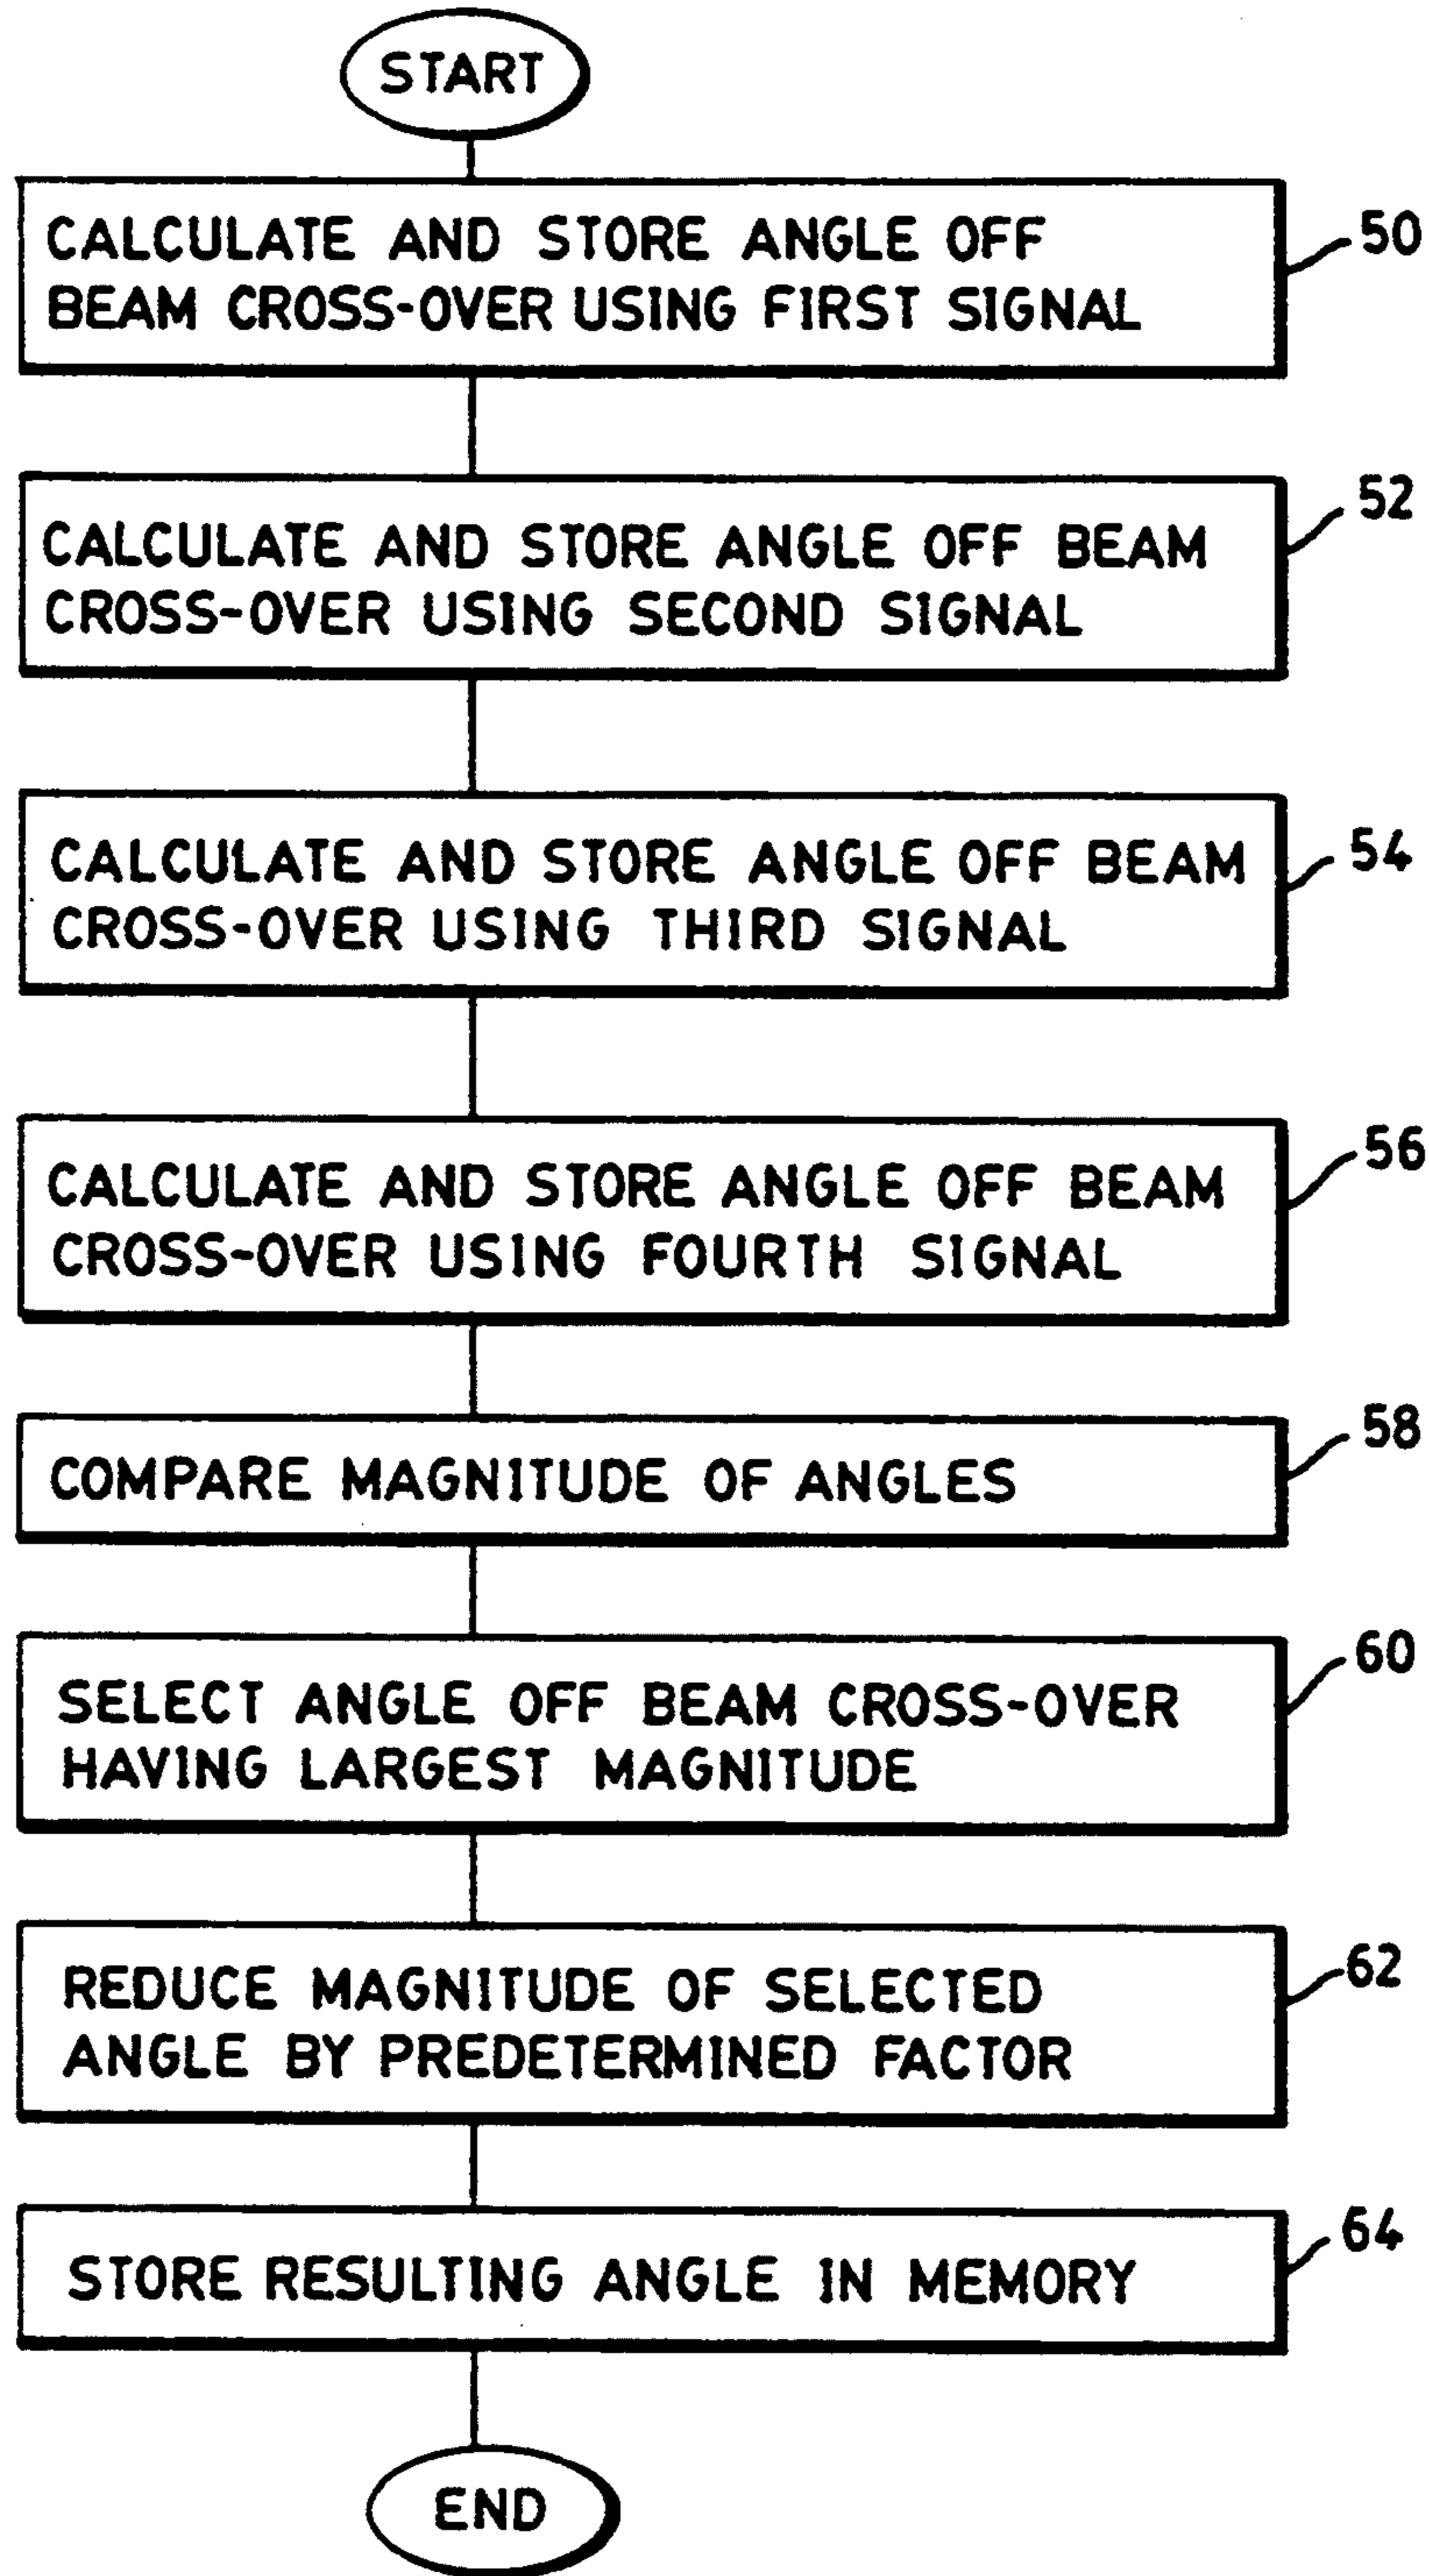 START
CALCULATE AND STORE ANGLE OFF
BEAM CROSS-OVER USING FIRST SIGNAL
50
CALCULATE AND STORE ANGLE OFF BEAM
CROSS-OVER USING SECOND SIGNAL
52
CALCULATE AND STORE ANGLE OFF BEAM
CROSS-OVER USING THIRD SIGNAL
54
CALCULATE AND STORE ANGLE OFF BEAM
CROSS-OVER USING FOURTH SIGNAL
56
COMPARE MAGNITUDE OF ANGLES
58
SELECT ANGLE OFF BEAM CROSS-OVER
HAVING LARGEST MAGNITUDE
60
REDUCE MAGNITUDE OF SELECTED
ANGLE BY PREDETERMINED FACTOR
62
STORE RESULTING ANGLE IN MEMORY
64
END